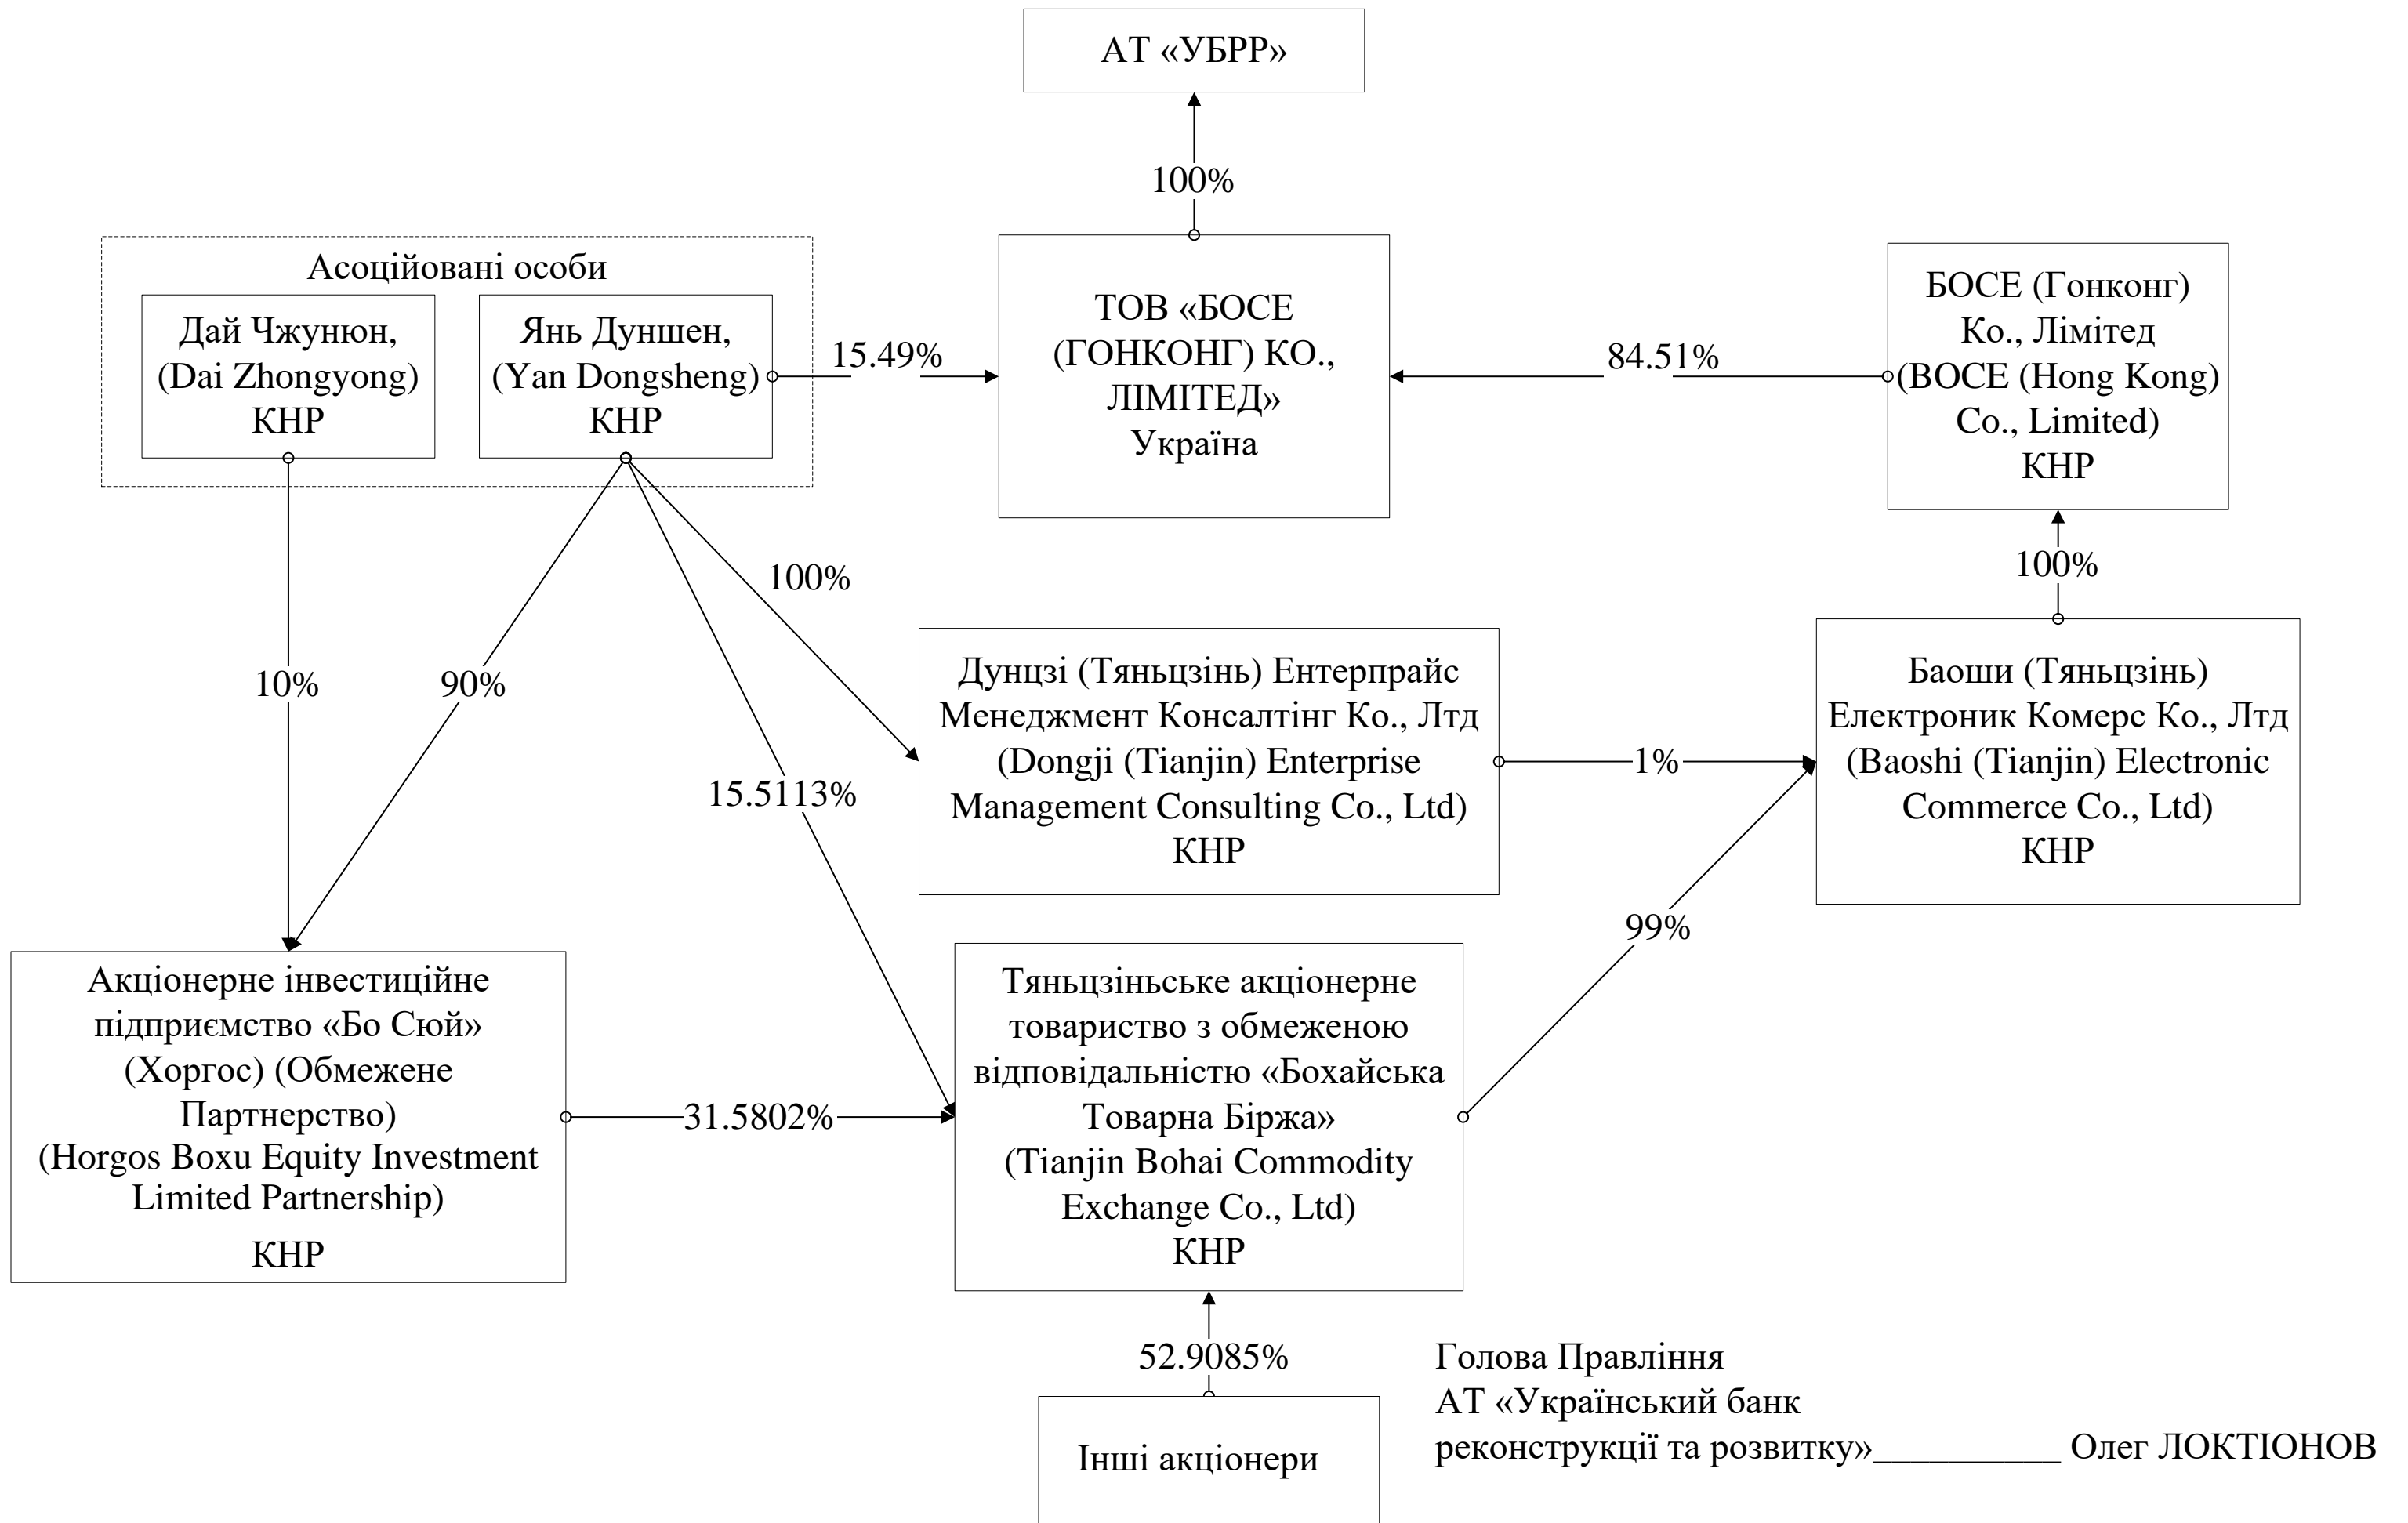 АТ «УБРР»
100%
Асоційовані особи
Дай Чжунюн,
(Dai Zhongyong)
КНР
Янь Дуншен,
(Yan Dongsheng)
КНР
15.49%
ТОВ «БОСЕ
(ГОНКОНГ) КО.,
ЛІМІТЕД»
Україна
84.51%
БОСЕ (Гонконг)
Ко., Лімітед
(BOCE (Hong Kong)
Co., Limited)
КНР
100%
100%
10%
90%
15.5113%
Дунцзі (Тяньцзінь) Ентерпрайс
Менеджмент Консалтінг Ко., Лтд
(Dongji (Tianjin) Enterprise
Management Consulting Co., Ltd)
КНР
1%
Баоши (Тяньцзінь)
Електроник Комерс Ко., Лтд
(Baoshi (Tianjin) Electronic
Commerce Co., Ltd)
КНР
99%
Акціонерне інвестиційне
підприємство «Бо Сюй»
(Хоргос) (Обмежене
Партнерство)
(Horgos Boxu Equity Investment
Limited Partnership)
КНР
31.5802%
Тяньцзіньське акціонерне
товариство з обмеженою
відповідальністю «Бохайська
Товарна Біржа»
(Tianjin Bohai Commodity
Exchange Co., Ltd)
КНР
52.9085%
Інші акціонери
Голова Правління
АТ «Український банк
реконструкції та розвитку»__________ Олег ЛОКТІОНОВ